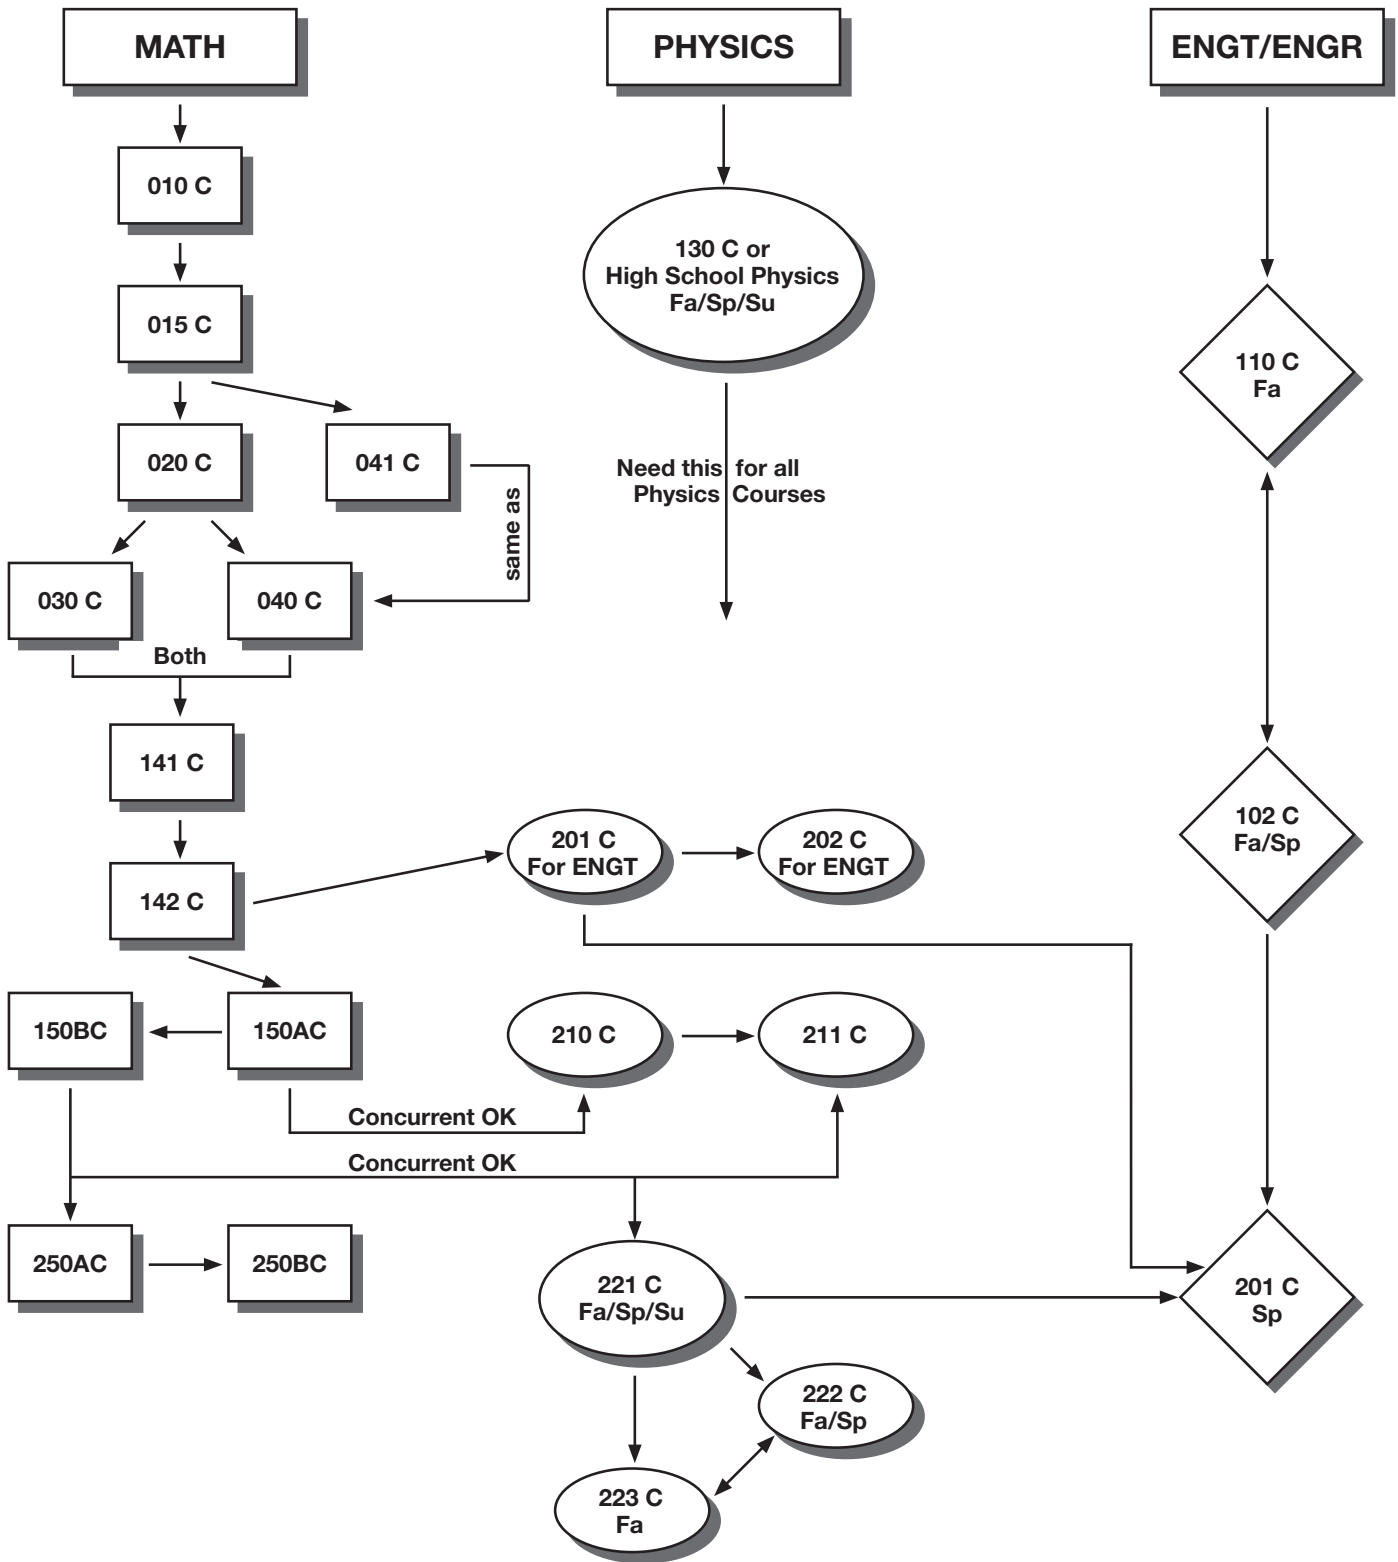 MATH
PHYSICS
ENGT/ENGR
010 C
130 C or
High School Physics
Fa/Sp/Su
015 C
110 C
Fa
020 C
041 C
Need this for all
Physics Courses
same as
030 C
040 C
Both
141 C
102 C
Fa/Sp
201 C
For ENGT
202 C
For ENGT
142 C
150BC
150AC
210 C
211 C
Concurrent OK
Concurrent OK
250AC
250BC
221 C
Fa/Sp/Su
201 C
Sp
222 C
Fa/Sp
223 C
Fa